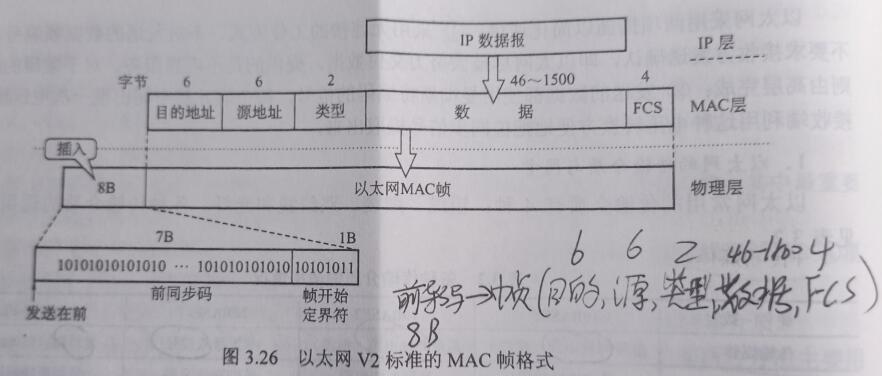 IP 数据报
IP 层
字节 6 6 2 46～1500 4
目的地址 源地址 类型 数 据 FCS
MAC层
插入
8B
以太网MAC帧
物理层
7B
1B
10101010101010 … 10101010101010 1101011
前同步码
帧开始
定界符
发送在前
6 6 2 46-1500 4
前导码→帧(目的,源,类型,数据,FCS)
8B
图 3.26 以太网 V2 标准的 MAC 帧格式